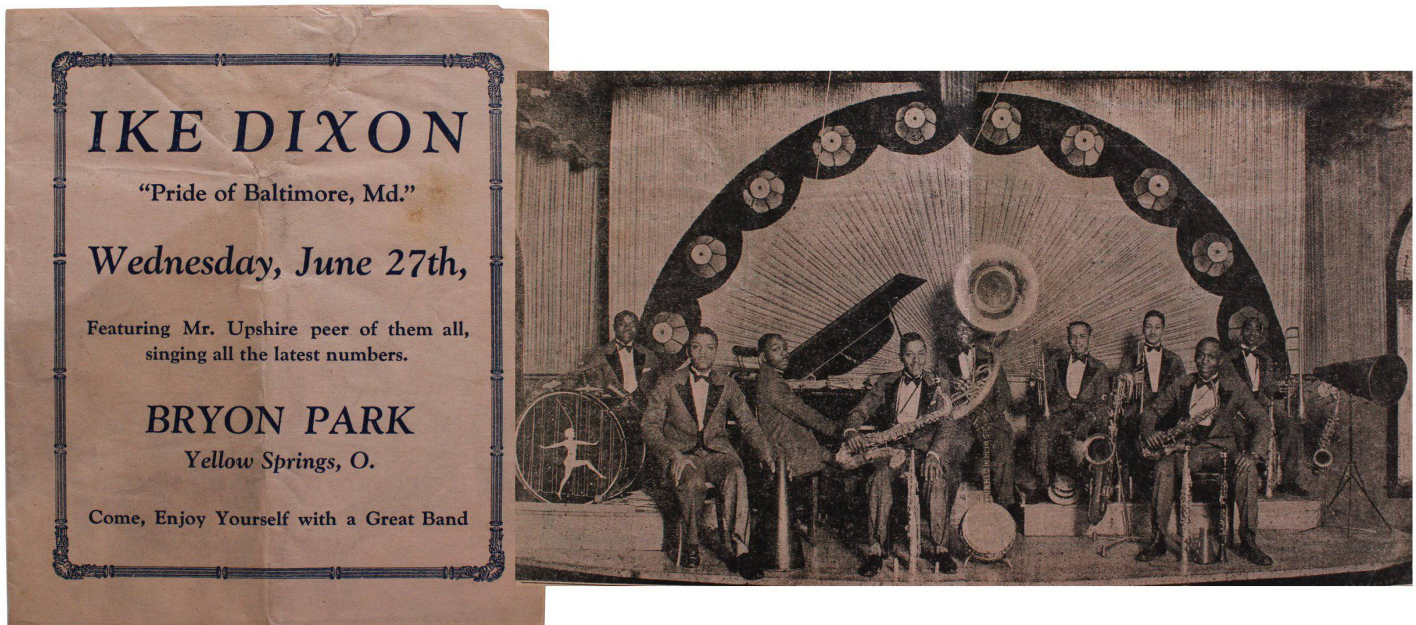 IKE DIXON
“Pride of Baltimore, Md.”
Wednesday, June 27th,
Featuring Mr. Upshire peer of them all,
singing all the latest numbers.
BRYON PARK
Yellow Springs, O.
Come, Enjoy Yourself with a Great Band